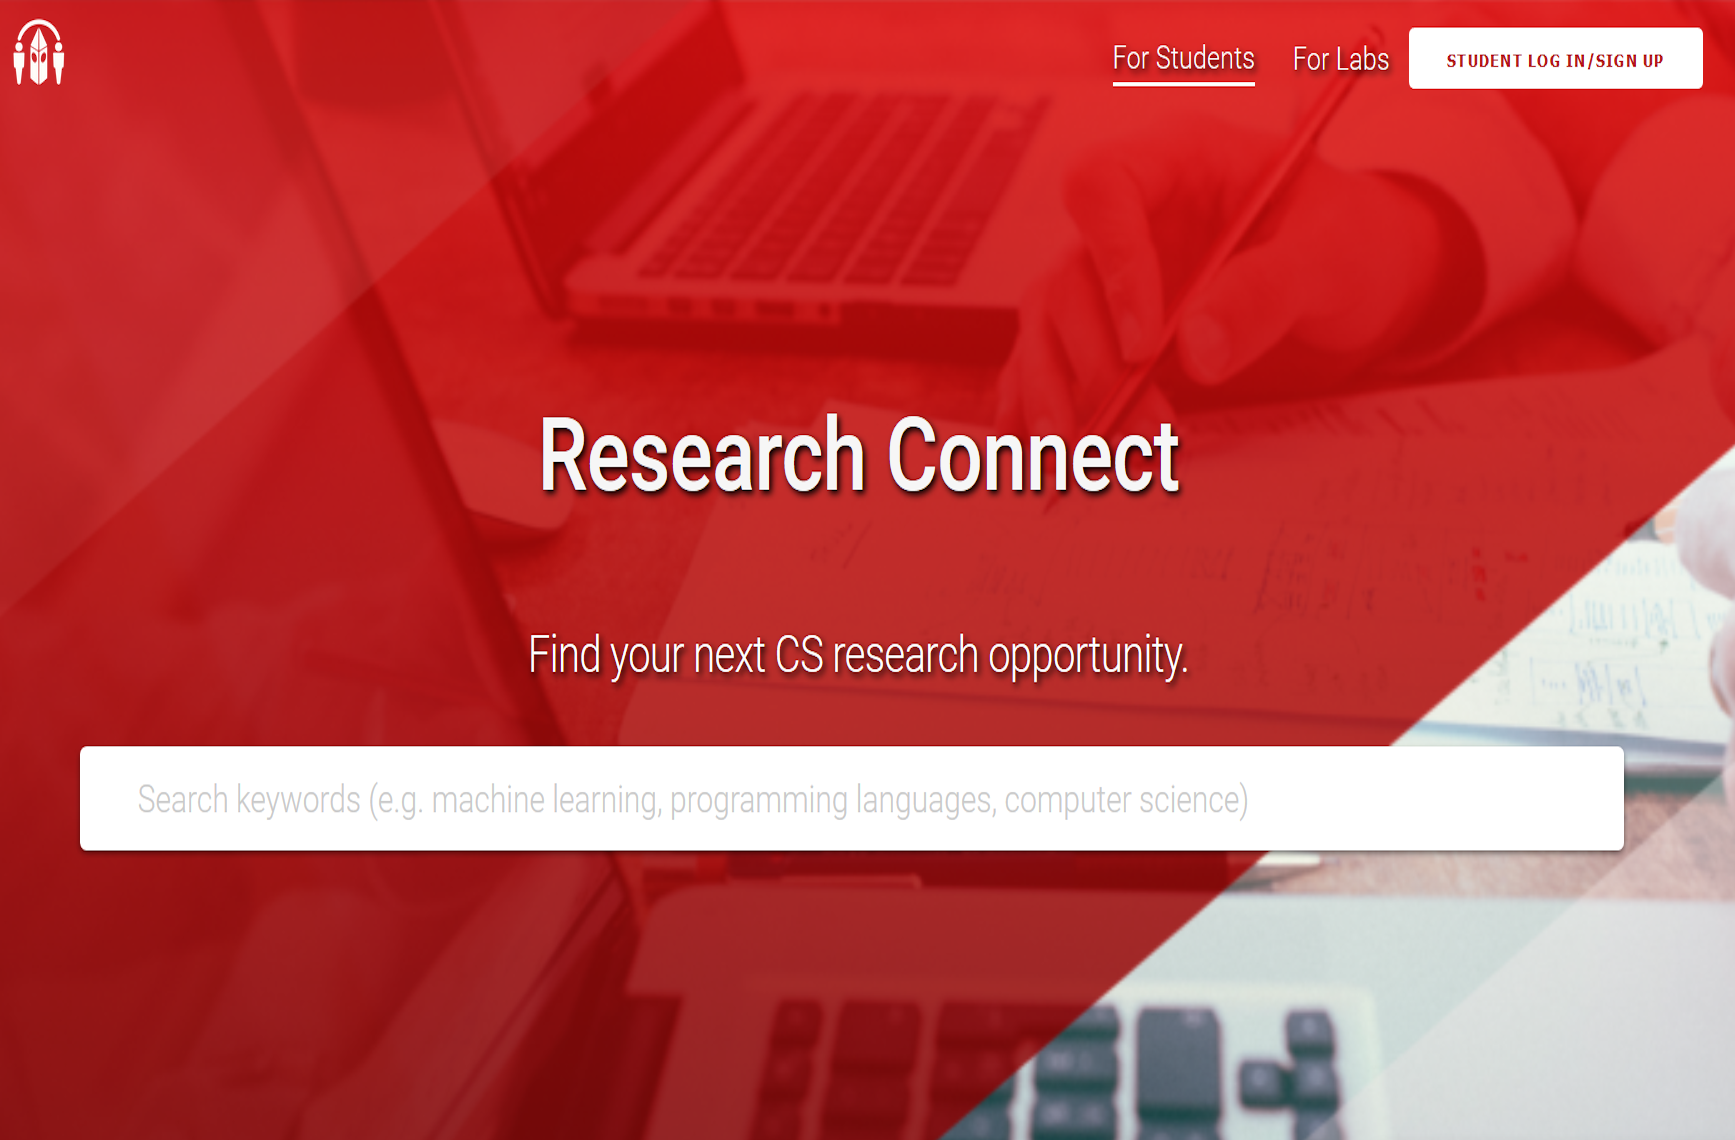 For Students
For Labs
STUDENT LOG IN/SIGN UP
Research Connect
Find your next CS research opportunity.
Search keywords (e.g. machine learning, programming languages, computer science)